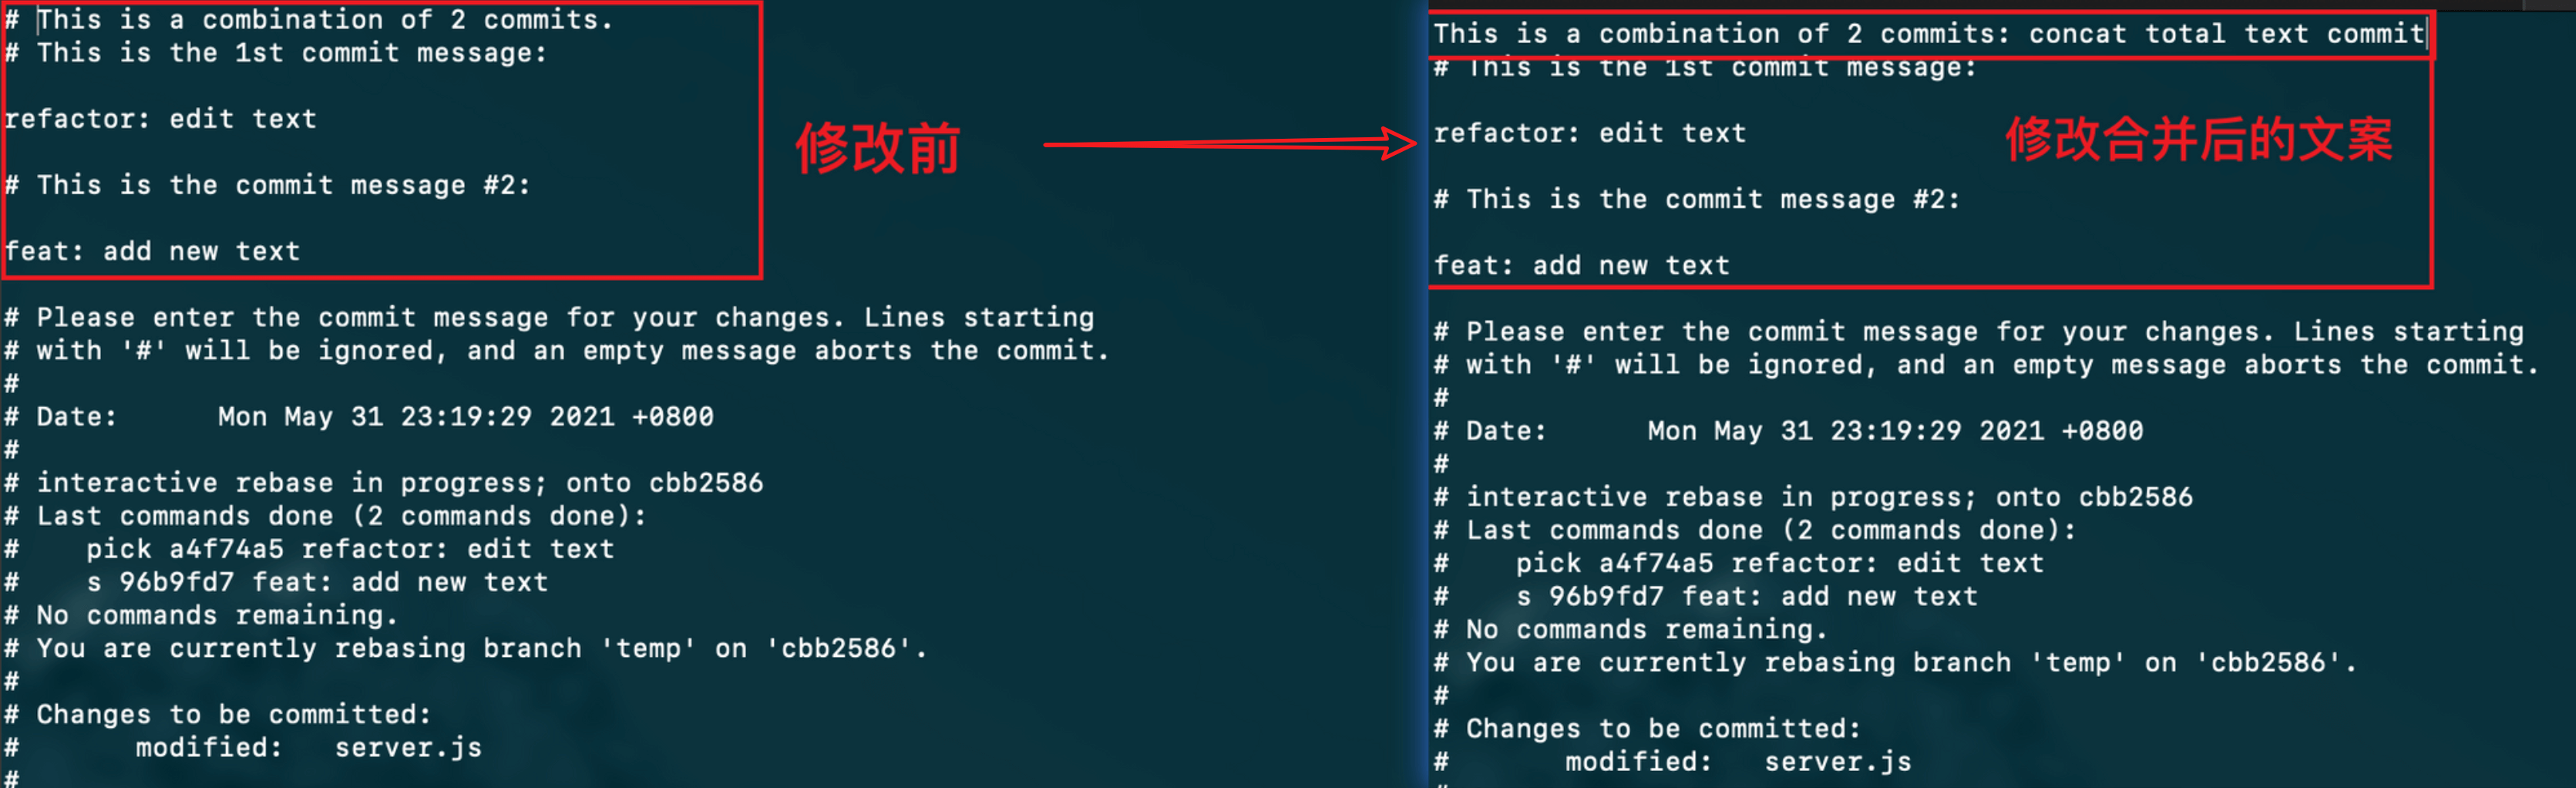 # This is a combination of 2 commits.
# This is the 1st commit message:
refactor: edit text
# This is the commit message #2:
feat: add new text
# Please enter the commit message for your changes. Lines starting
# with '#' will be ignored, and an empty message aborts the commit.
#
# Date:      Mon May 31 23:19:29 2021 +0800
#
# interactive rebase in progress; onto cbb2586
# Last commands done (2 commands done):
#    pick a4f74a5 refactor: edit text
#    s 96b9fd7 feat: add new text
# No commands remaining.
# You are currently rebasing branch 'temp' on 'cbb2586'.
#
# Changes to be committed:
#       modified:   server.js
#
修改前
This is a combination of 2 commits: concat total text commit
# This is the 1st commit message:
refactor: edit text
修改合并后的文案
# This is the commit message #2:
feat: add new text
# Please enter the commit message for your changes. Lines starting
# with '#' will be ignored, and an empty message aborts the commit.
#
# Date:      Mon May 31 23:19:29 2021 +0800
#
# interactive rebase in progress; onto cbb2586
# Last commands done (2 commands done):
#    pick a4f74a5 refactor: edit text
#    s 96b9fd7 feat: add new text
# No commands remaining.
# You are currently rebasing branch 'temp' on 'cbb2586'.
#
# Changes to be committed:
#       modified:   server.js
#